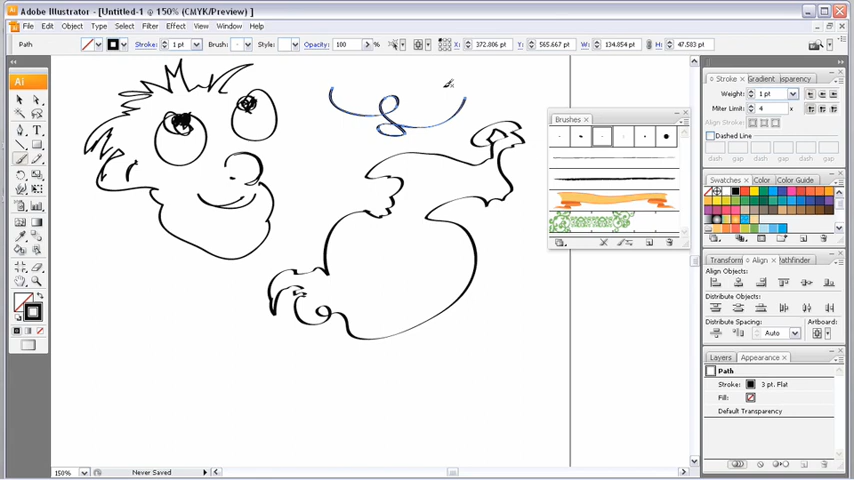 Adobe Illustrator - [Untitled-1 @ 150% (CMYK/Preview) ]
File Edit Object Type Select Filter Effect View Window Help
Path Stroke: 1 pt Brush: Style: Opacity: 100 % X: 372.806 pt Y: 565.667 pt W: 134.854 pt H: 47.583 pt
Ai
Brushes
Stroke Gradient
Weight: 1 pt
Miter Limit: 4 x
Align Stroke:
Dashed Line
dash gap dash gap dash gap
Swatches Color Color Guide
Transform Align Pathfinder
Align Objects:
Distribute Objects:
Distribute Spacing: Artboard:
Auto
Layers Appearance
Path
Stroke: 3 pt. Flat
Fill:
Default Transparency
150% Never Saved